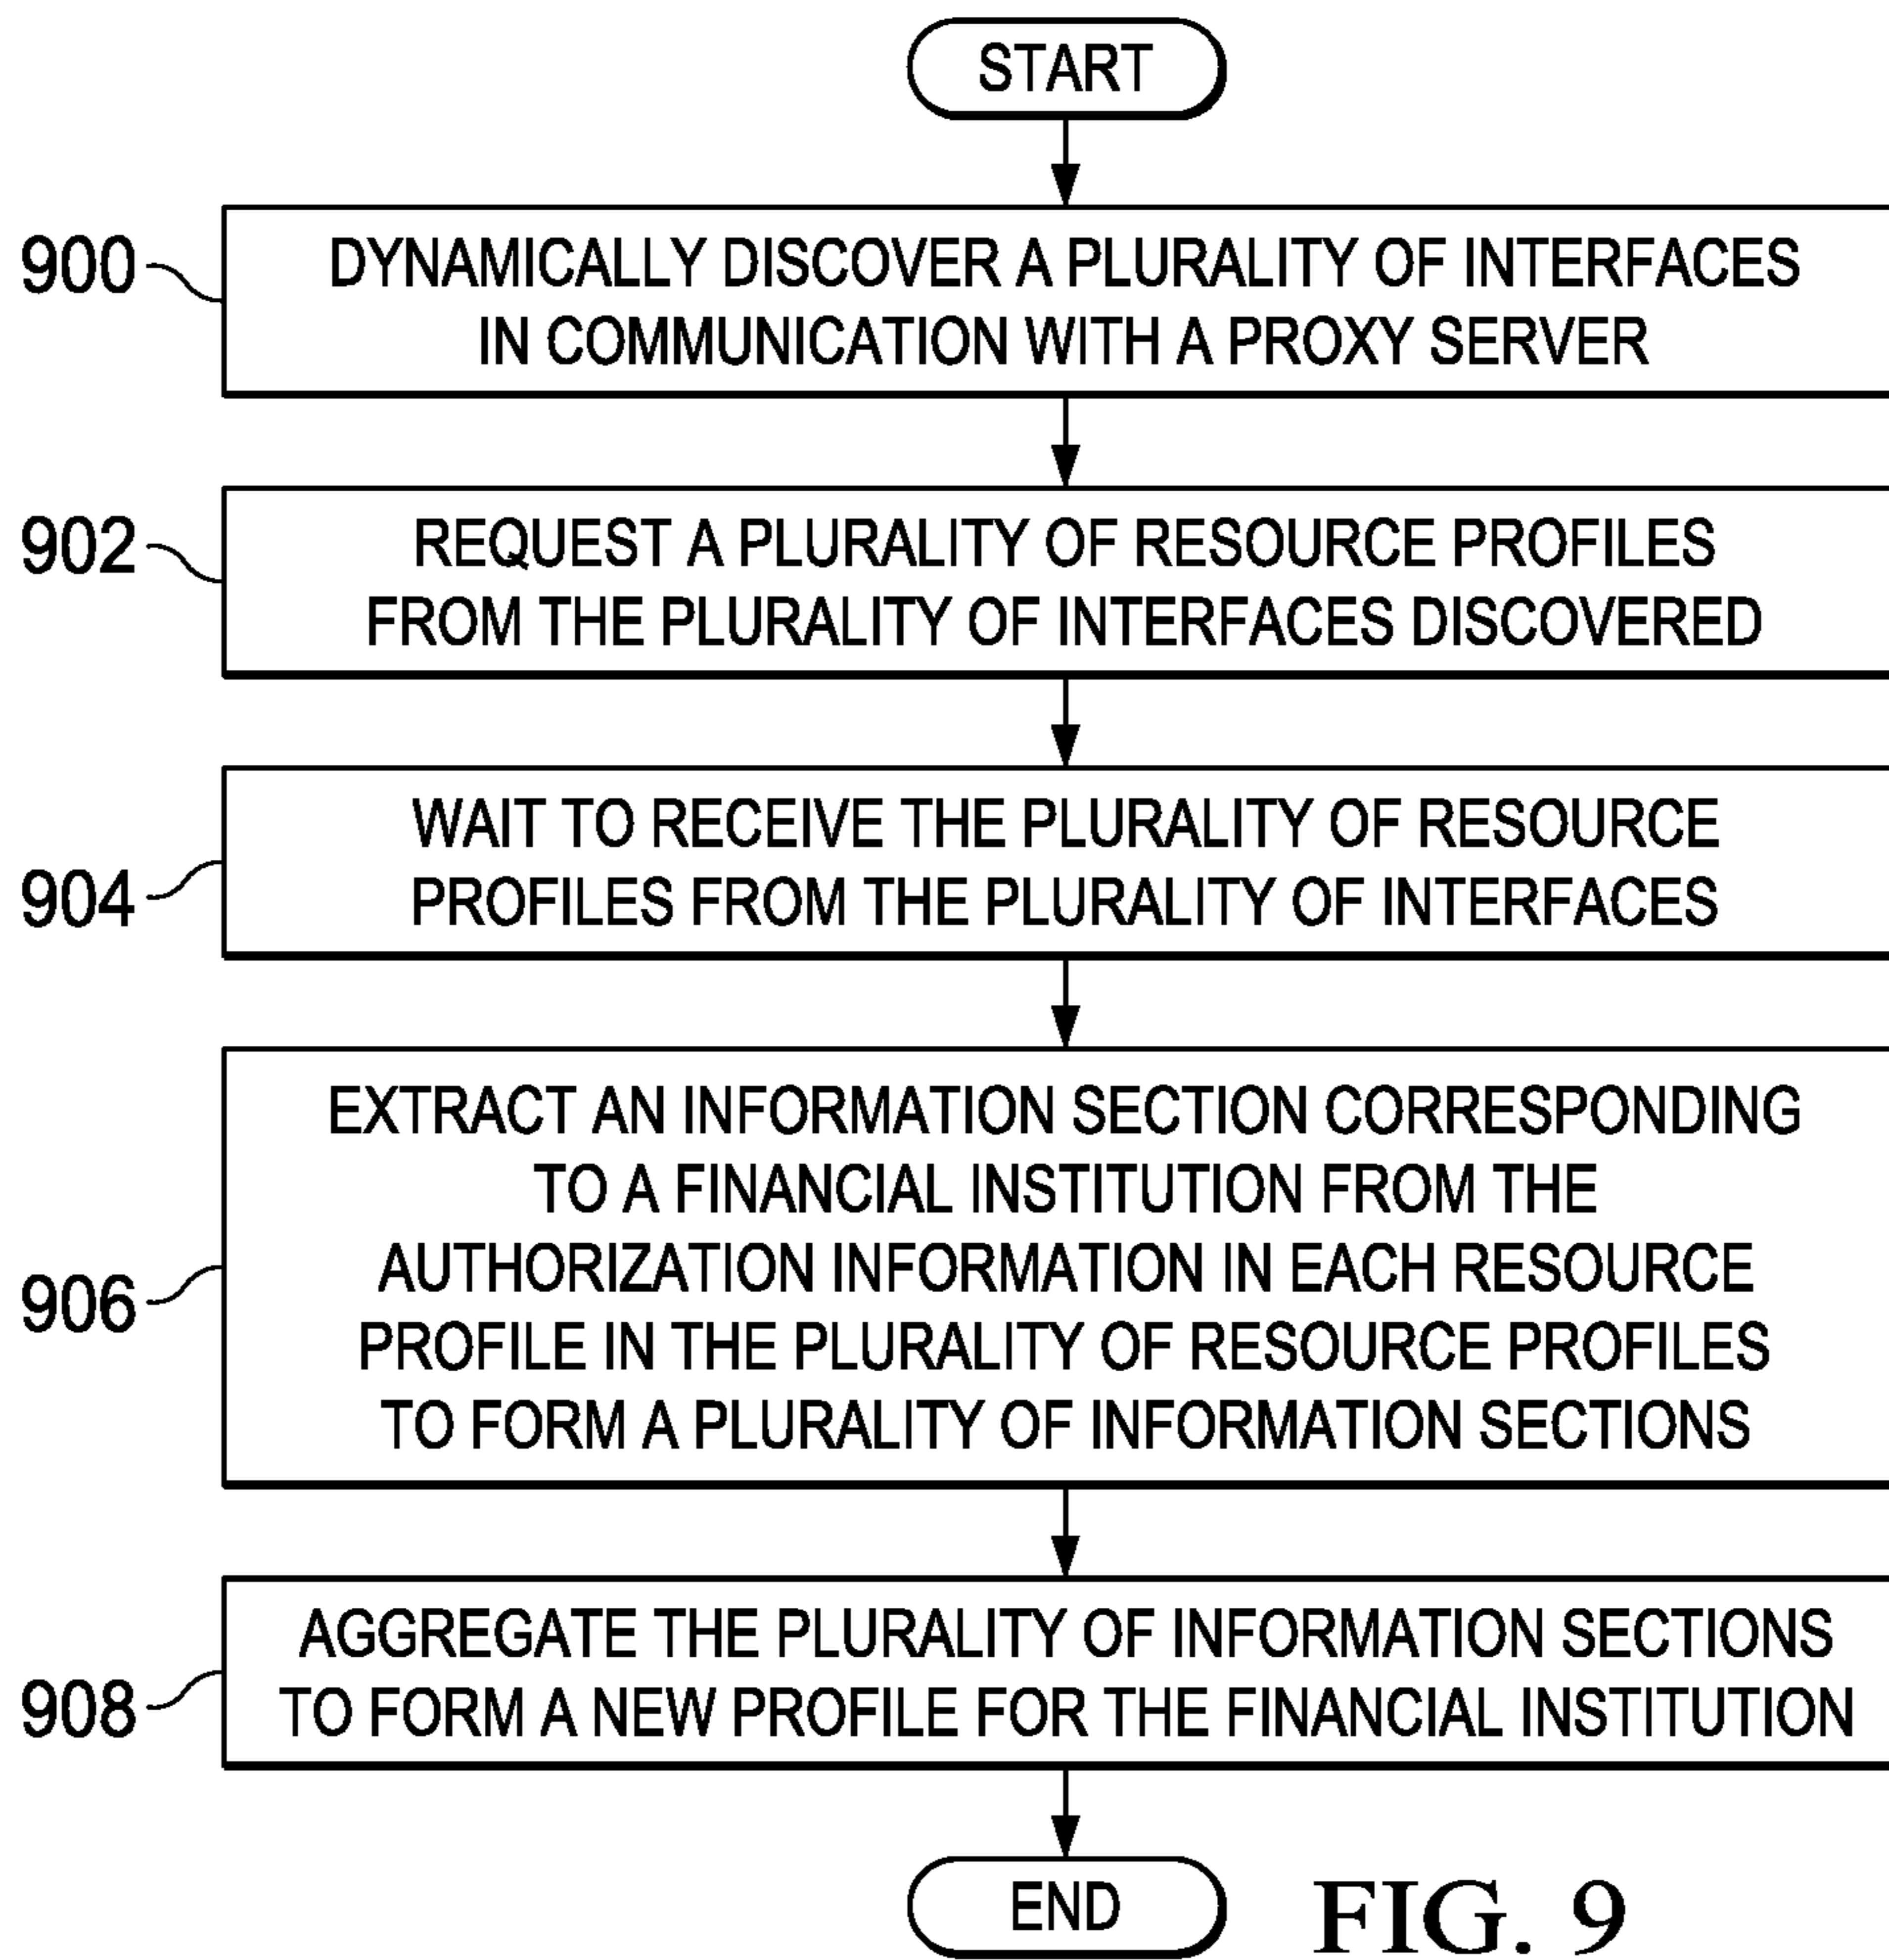 START
900
DYNAMICALLY DISCOVER A PLURALITY OF INTERFACES
IN COMMUNICATION WITH A PROXY SERVER
902
REQUEST A PLURALITY OF RESOURCE PROFILES
FROM THE PLURALITY OF INTERFACES DISCOVERED
904
WAIT TO RECEIVE THE PLURALITY OF RESOURCE
PROFILES FROM THE PLURALITY OF INTERFACES
906
EXTRACT AN INFORMATION SECTION CORRESPONDING
TO A FINANCIAL INSTITUTION FROM THE
AUTHORIZATION INFORMATION IN EACH RESOURCE
PROFILE IN THE PLURALITY OF RESOURCE PROFILES
TO FORM A PLURALITY OF INFORMATION SECTIONS
908
AGGREGATE THE PLURALITY OF INFORMATION SECTIONS
TO FORM A NEW PROFILE FOR THE FINANCIAL INSTITUTION
END
FIG. 9